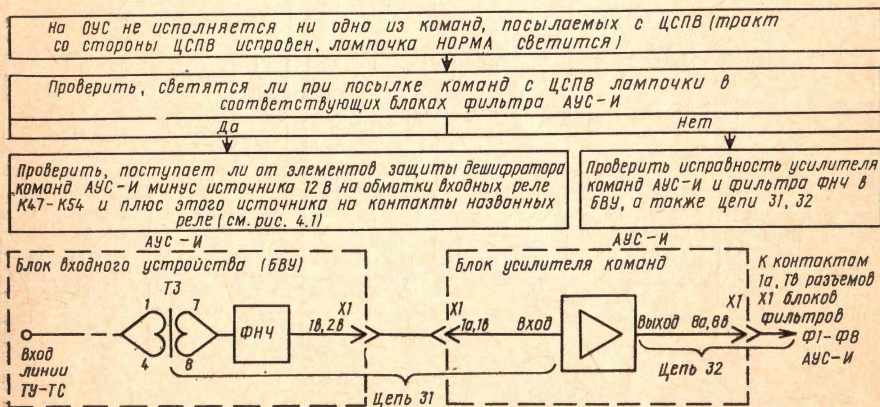 На ОУС не исполняется ни одна из команд, посылаемых с ЦСПВ (тракт
со стороны ЦСПВ исправен, лампочка НОРМА светится)
Проверить, светятся ли при посылке команд с ЦСПВ лампочки в
соответствующих блоках фильтра АУС-И
Да
Нет
Проверить, поступает ли от элементов защиты дешифратора
команд АУС-И минус источника 12 В на обмотки входных реле
К47-К54 и плюс этого источника на контакты названных
реле (см. рис. 4.1)
Проверить исправность усилителя
команд АУС-И и фильтра ФНЧ в
БВУ, а также цепи 31, 32
АУС-И
АУС-И
Блок входного устройства (БВУ)
Блок усилителя команд
К контактам
1а, 1в разъемов
X1 блоков
фильтров
Ф1-Ф8
АУС-И
Т3
1
7
4
8
ФНЧ
X1
1в, 2в
X1
1а, 1в
вход
выход
8а, 8в
X1
Вход
линии
ТУ-ТС
Цепь 31
Цепь 32